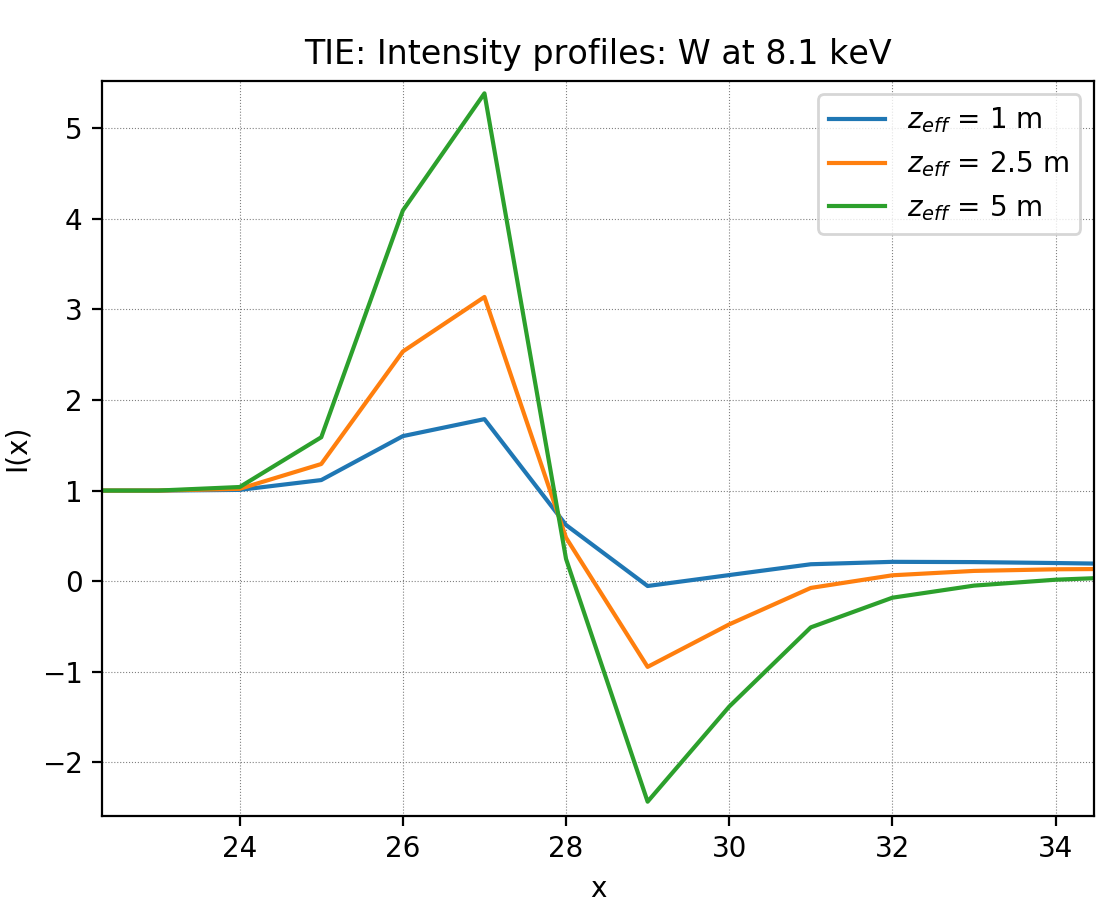 TIE: Intensity profiles: W at 8.1 keV
z_eff = 1 m
z_eff = 2.5 m
z_eff = 5 m
I(x)
5
4
3
2
1
0
−1
−2
24 26 28 30 32 34
x